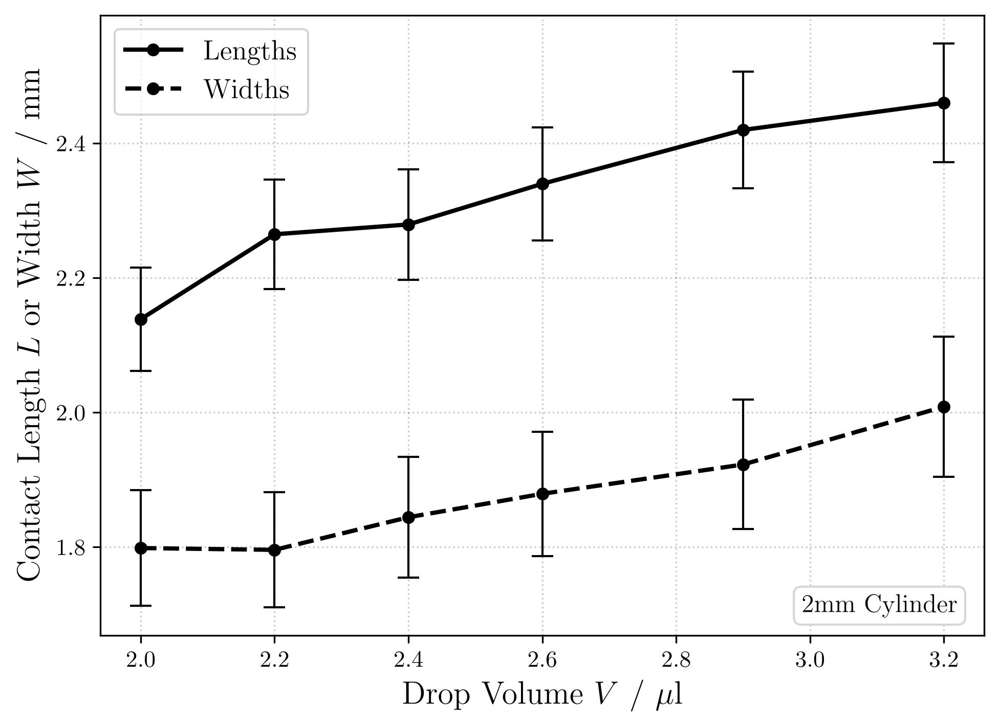 Lengths
Widths
Contact Length L or Width W / mm
2.4
2.2
2.0
1.8
2mm Cylinder
2.0 2.2 2.4 2.6 2.8 3.0 3.2
Drop Volume V / μl